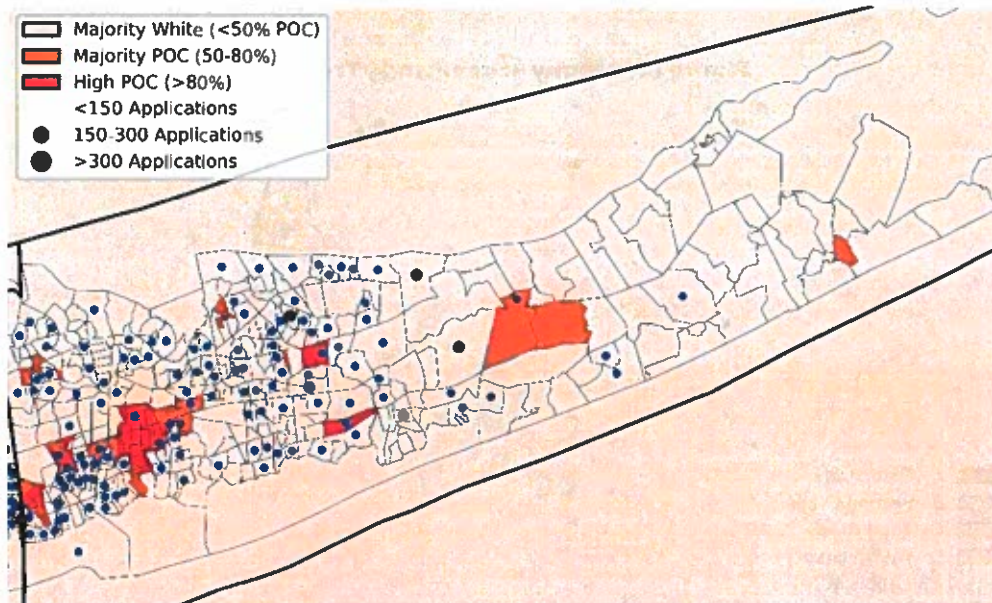 Majority White (<50% POC)
Majority POC (50-80%)
High POC (>80%)
<150 Applications
150-300 Applications
>300 Applications